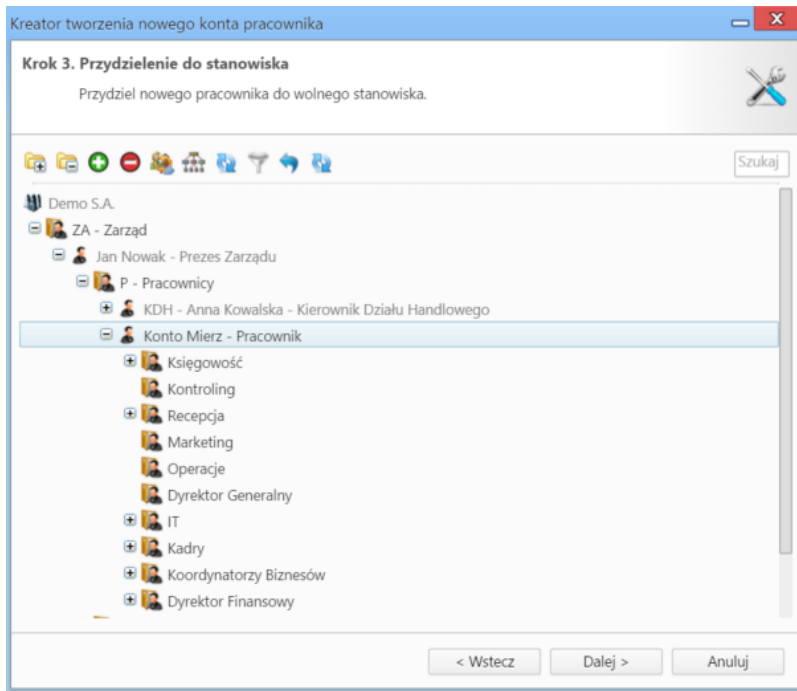 Kreator tworzenia nowego konta pracownika
Krok 3. Przydzielenie do stanowiska
Przydziel nowego pracownika do wolnego stanowiska.
Szukaj
Demo S.A.
ZA - Zarząd
Jan Nowak - Prezes Zarządu
P - Pracownicy
KDH - Anna Kowalska - Kierownik Działu Handlowego
Konto Mierz - Pracownik
Księgowość
Kontroling
Recepcja
Marketing
Operacje
Dyrektor Generalny
IT
Kadry
Koordynatorzy Biznesów
Dyrektor Finansowy
< Wstecz Dalej > Anuluj